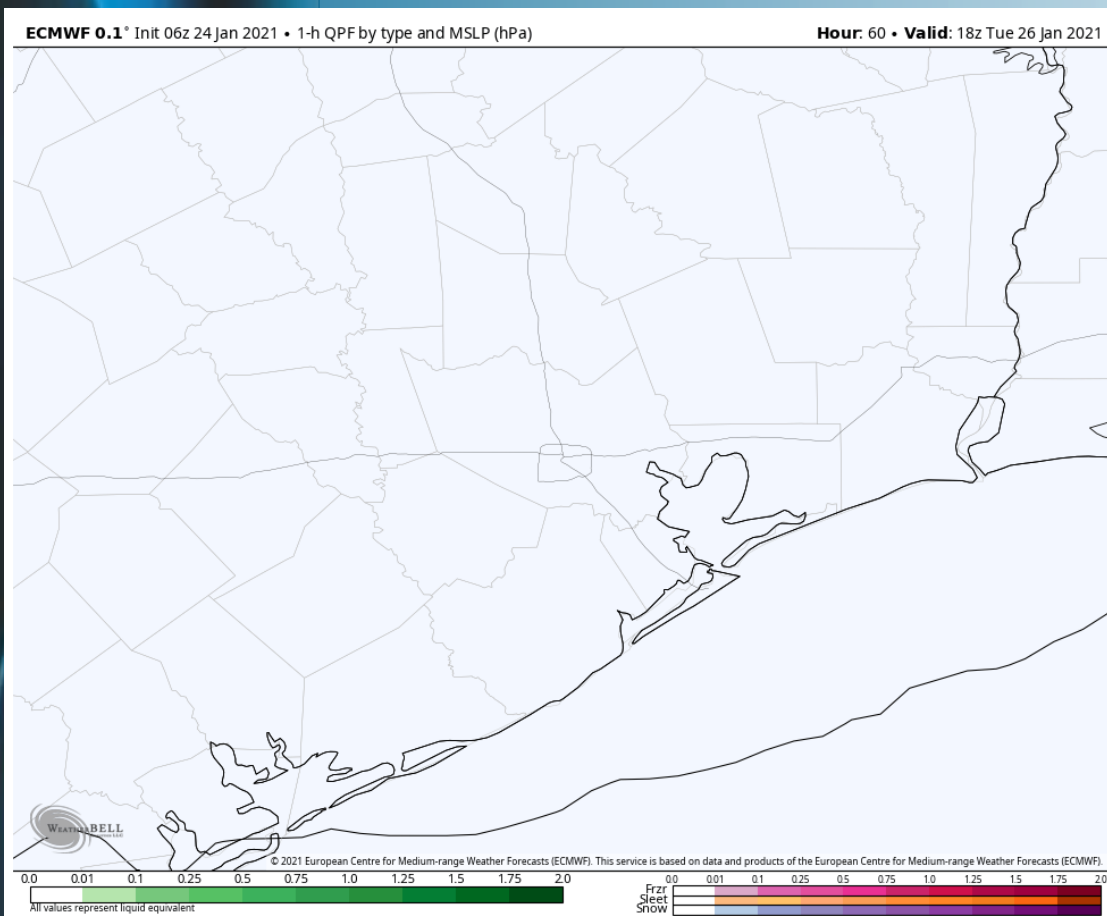 ECMWF 0.1° Init 06z 24 Jan 2021 • 1-h QPF by type and MSLP (hPa)
Hour: 60 • Valid: 18z Tue 26 Jan 2021
WEATHERBELL
© 2021 European Centre for Medium-range Weather Forecasts (ECMWF). This service is based on data and products of the European Centre for Medium-range Weather Forecasts (ECMWF).
0.0 0.01 0.1 0.25 0.5 0.75 1.0 1.25 1.5 1.75 2.0
All values represent liquid equivalent
0.0 0.01 0.1 0.25 0.5 0.75 1.0 1.25 1.5 1.75 2.0
Frzr
Sleet
Snow